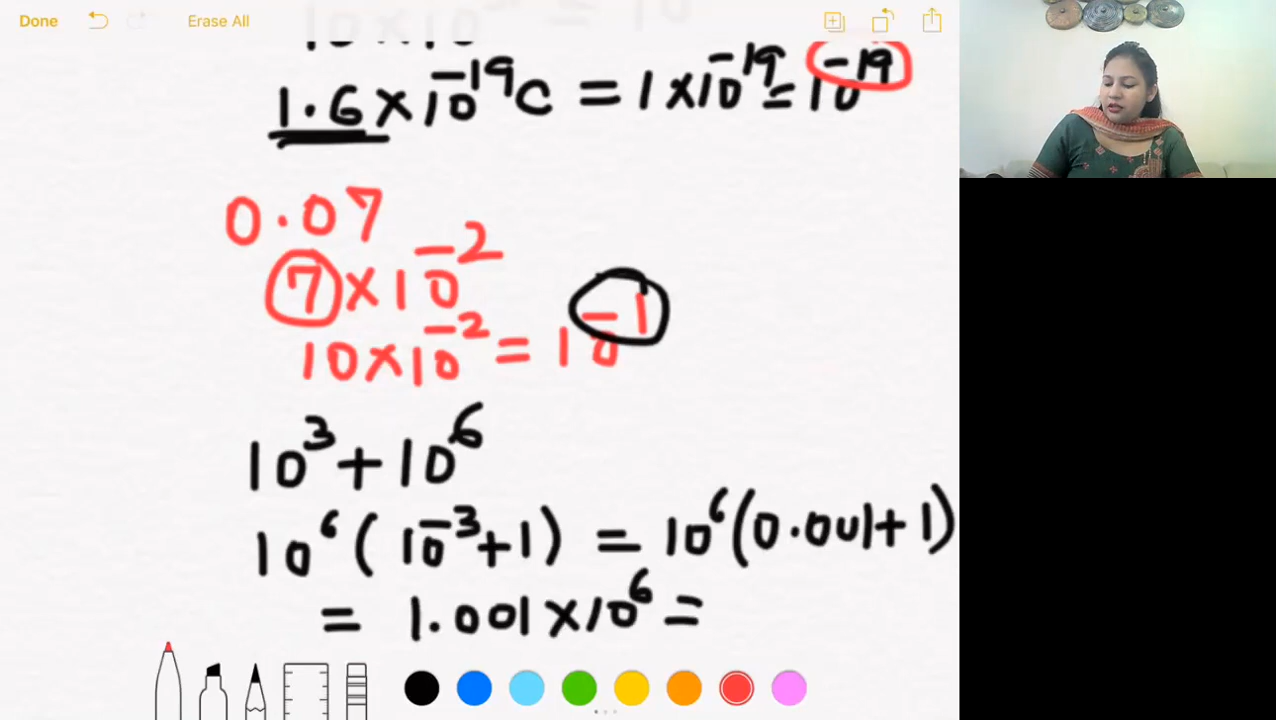 Done Erase All
1.6×10⁻¹⁹C = 1×10⁻¹⁹ = 10⁻¹⁹
0.07
7×10⁻²
10×10⁻² = 10⁻¹
10³+10⁶
10⁶(10⁻³+1) = 10⁶(0.001+1)
= 1.001×10⁶ =